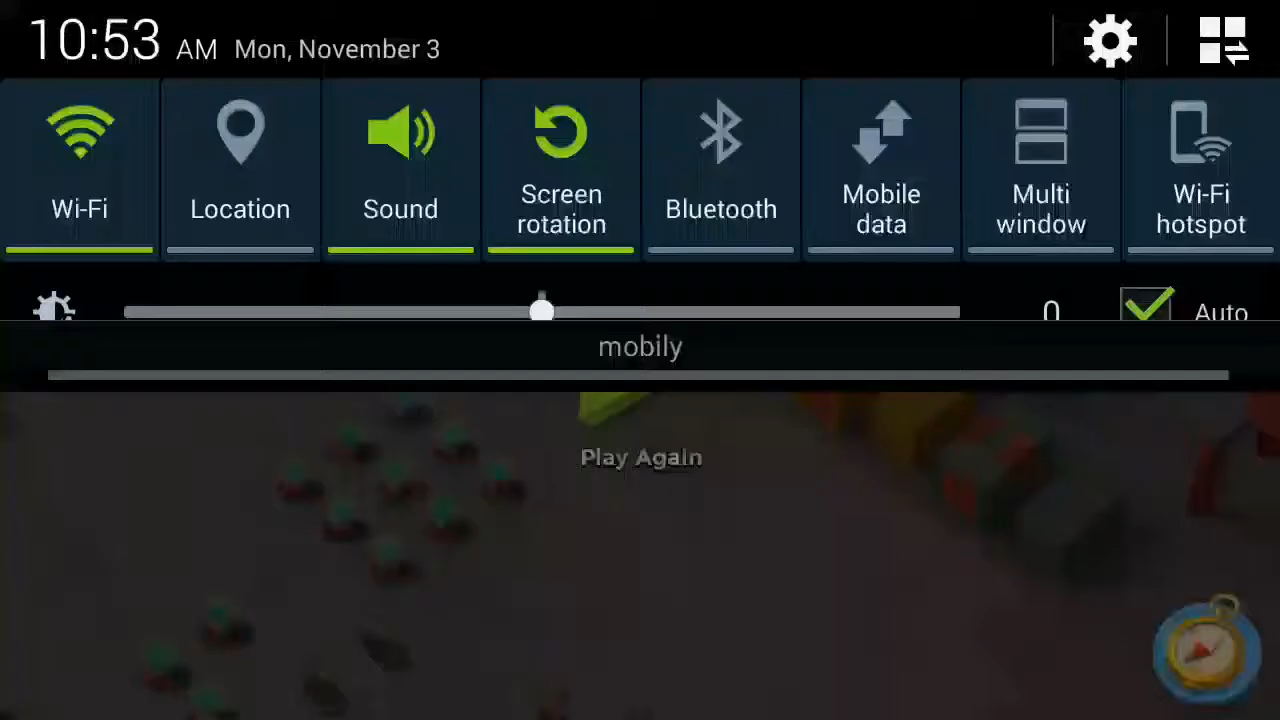 10:53 AM Mon, November 3
Wi-Fi
Location
Sound
Screen
rotation
Bluetooth
Mobile
data
Multi
window
Wi-Fi
hotspot
0
Auto
mobily
Play Again